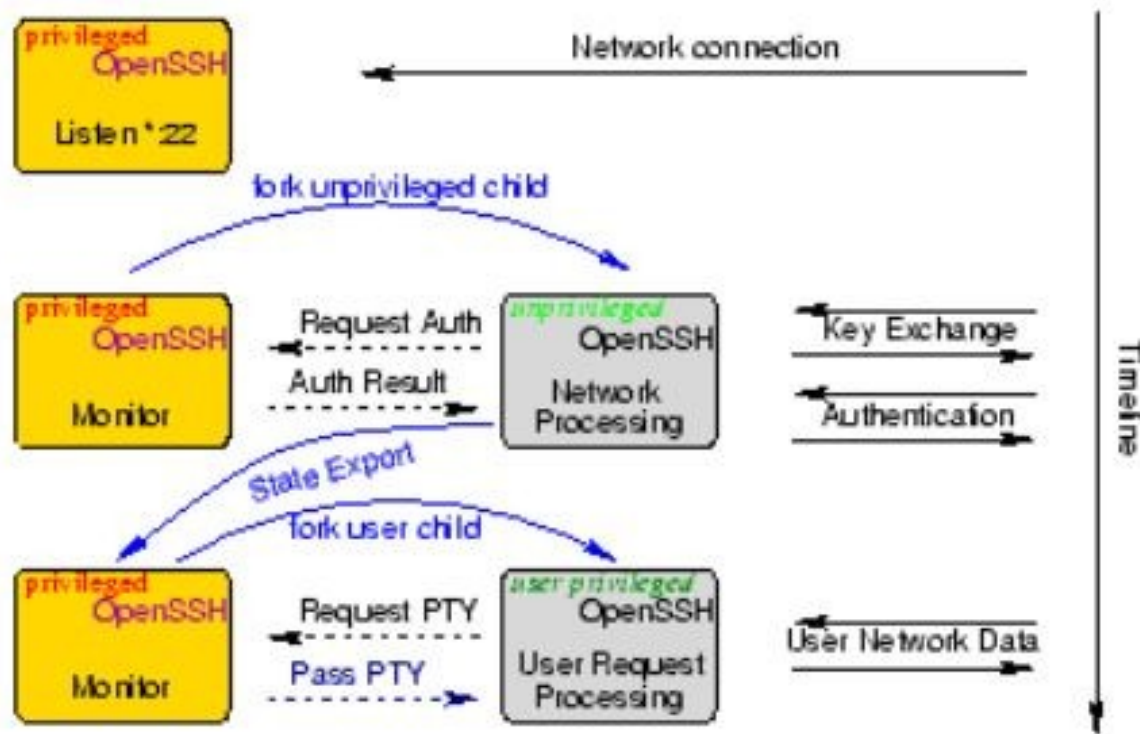 privileged
OpenSSH
Listen *:22
Network connection
fork unprivileged child
privileged
OpenSSH
Monitor
Request Auth
Auth Result
unprivileged
OpenSSH
Network
Processing
Key Exchange
Authentication
State Export
fork user child
privileged
OpenSSH
Monitor
Request PTY
Pass PTY
user privileged
OpenSSH
User Request
Processing
User Network Data
Timeline